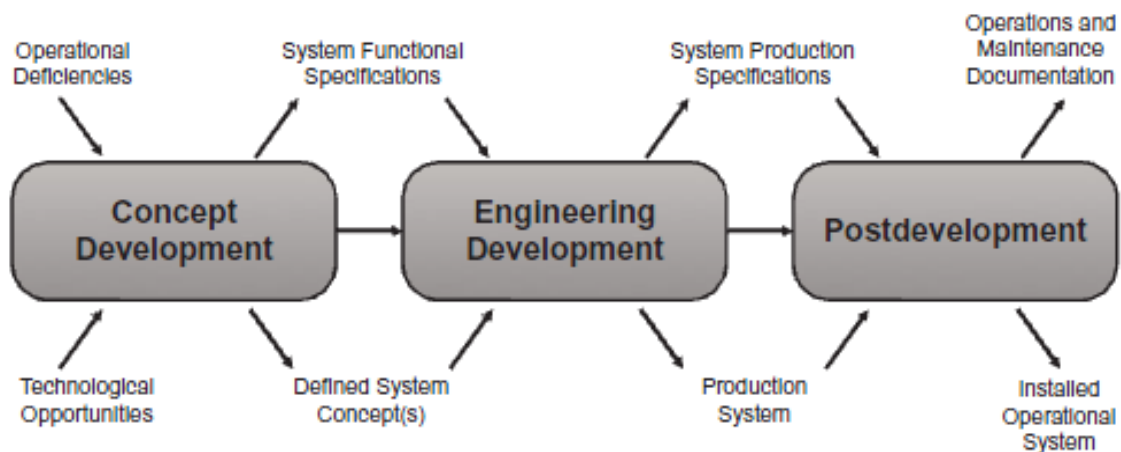 Operational
Deficiencies
System Functional
Specifications
System Production
Specifications
Operations and
Maintenance
Documentation
Concept
Development
Engineering
Development
Postdevelopment
Technological
Opportunities
Defined System
Concept(s)
Production
System
Installed
Operational
System